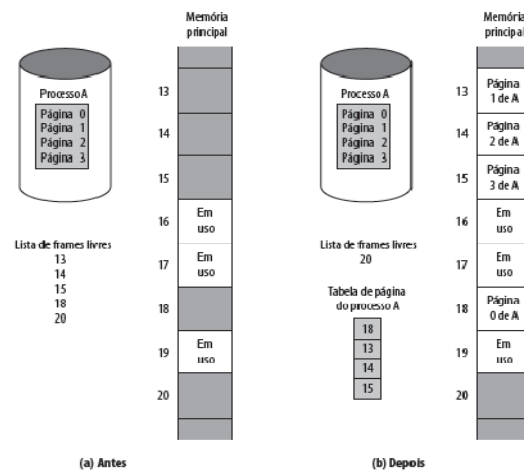 Memória
principal
Processo A
Página 0
Página 1
Página 2
Página 3
Lista de frames livres
13
14
15
18
20
13
14
15
16
Em
uso
17
Em
uso
18
19
Em
uso
20
(a) Antes
Memória
principal
Processo A
Página 0
Página 1
Página 2
Página 3
Lista de frames livres
20
Tabela de página
do processo A
18
13
14
15
13
Página
1 de A
14
Página
2 de A
15
Página
3 de A
16
Em
uso
17
Em
uso
18
Página
0 de A
19
Em
uso
20
(b) Depois